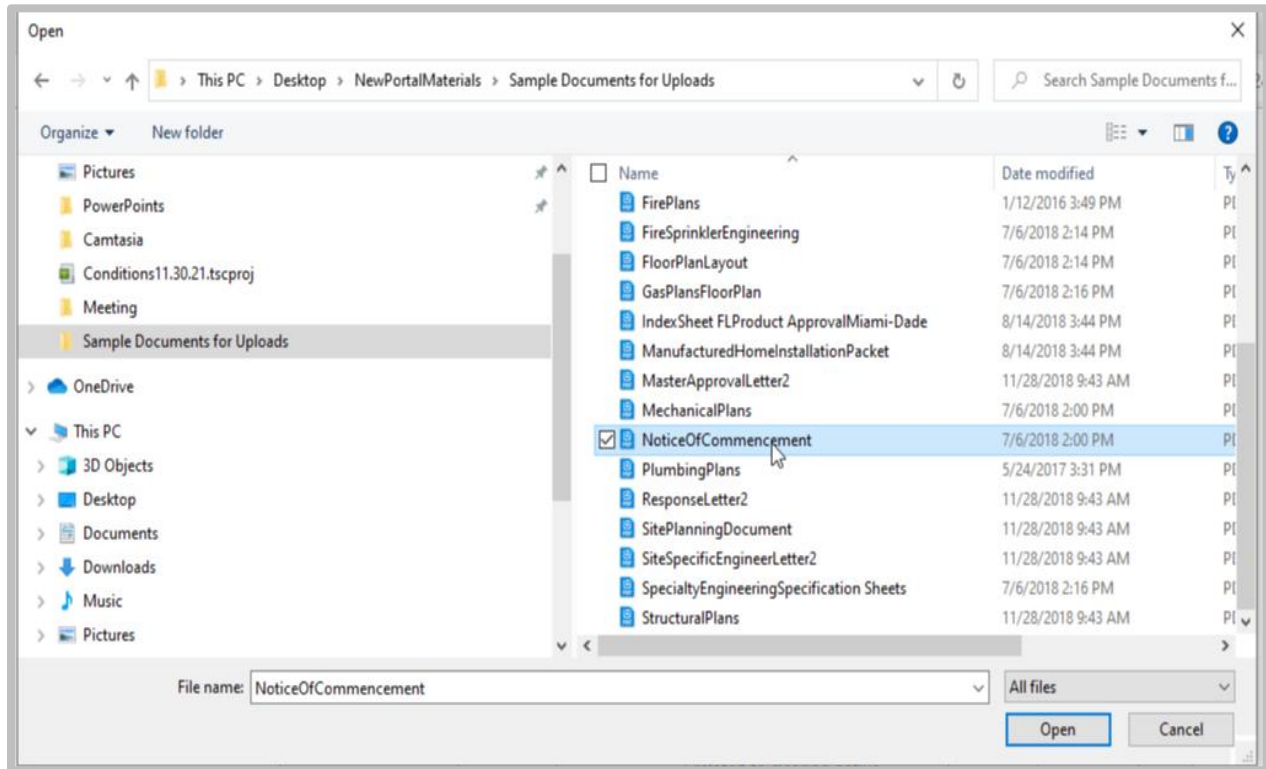 Open
This PC > Desktop > NewPortalMaterials > Sample Documents for Uploads
Search Sample Documents f...
Organize
New folder
Pictures
PowerPoints
Camtasia
Conditions11.30.21.tscproj
Meeting
Sample Documents for Uploads
OneDrive
This PC
3D Objects
Desktop
Documents
Downloads
Music
Pictures
Name Date modified Ty
FirePlans 1/12/2016 3:49 PM
FireSprinklerEngineering 7/6/2018 2:14 PM
FloorPlanLayout 7/6/2018 2:14 PM
GasPlansFloorPlan 7/6/2018 2:16 PM
IndexSheet FLProduct ApprovalMiami-Dade 8/14/2018 3:44 PM
ManufacturedHomeInstallationPacket 8/14/2018 3:44 PM
MasterApprovalLetter2 11/28/2018 9:43 AM
MechanicalPlans 7/6/2018 2:00 PM
NoticeOfCommencement 7/6/2018 2:00 PM
PlumbingPlans 5/24/2017 3:31 PM
ResponseLetter2 11/28/2018 9:43 AM
SitePlanningDocument 11/28/2018 9:43 AM
SiteSpecificEngineerLetter2 11/28/2018 9:43 AM
SpecialtyEngineeringSpecification Sheets 7/6/2018 2:16 PM
StructuralPlans 11/28/2018 9:43 AM
File name: NoticeOfCommencement
All files
Open
Cancel